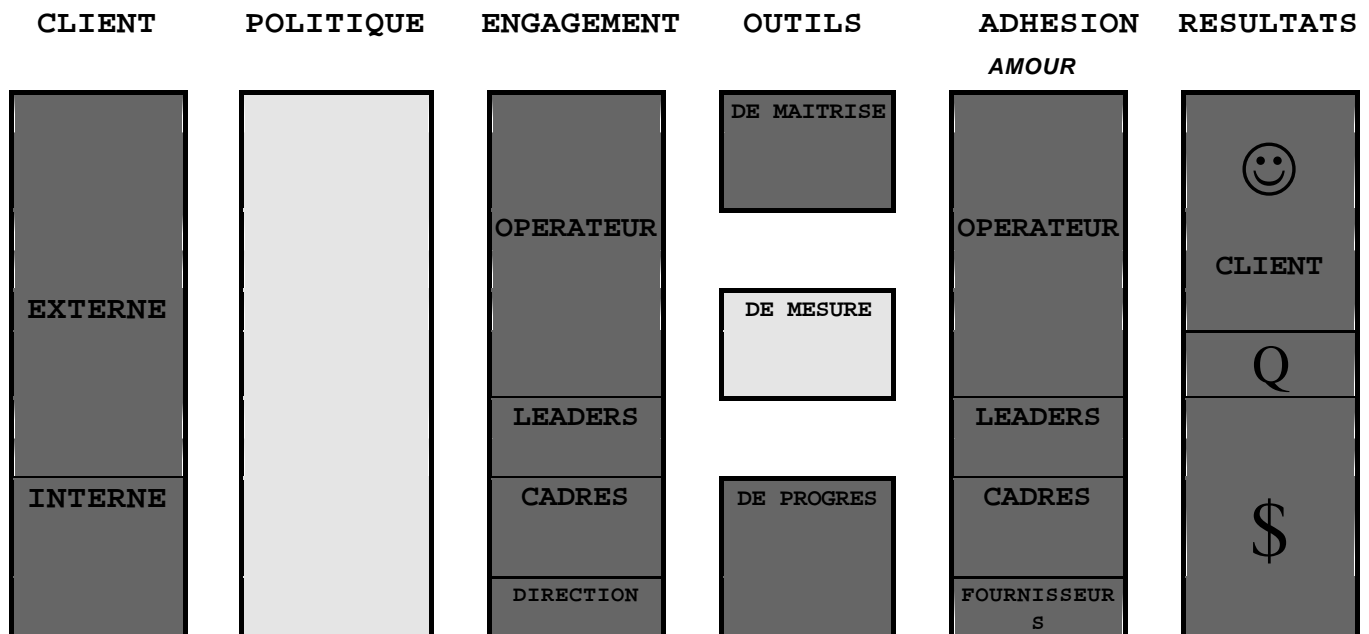 CLIENT POLITIQUE ENGAGEMENT OUTILS ADHESION RESULTATS
AMOUR
EXTERNE
INTERNE
OPERATEUR
LEADERS
CADRES
DIRECTION
DE MAITRISE
DE MESURE
DE PROGRES
OPERATEUR
LEADERS
CADRES
FOURNISSEUR
S
☺
CLIENT
Q
$